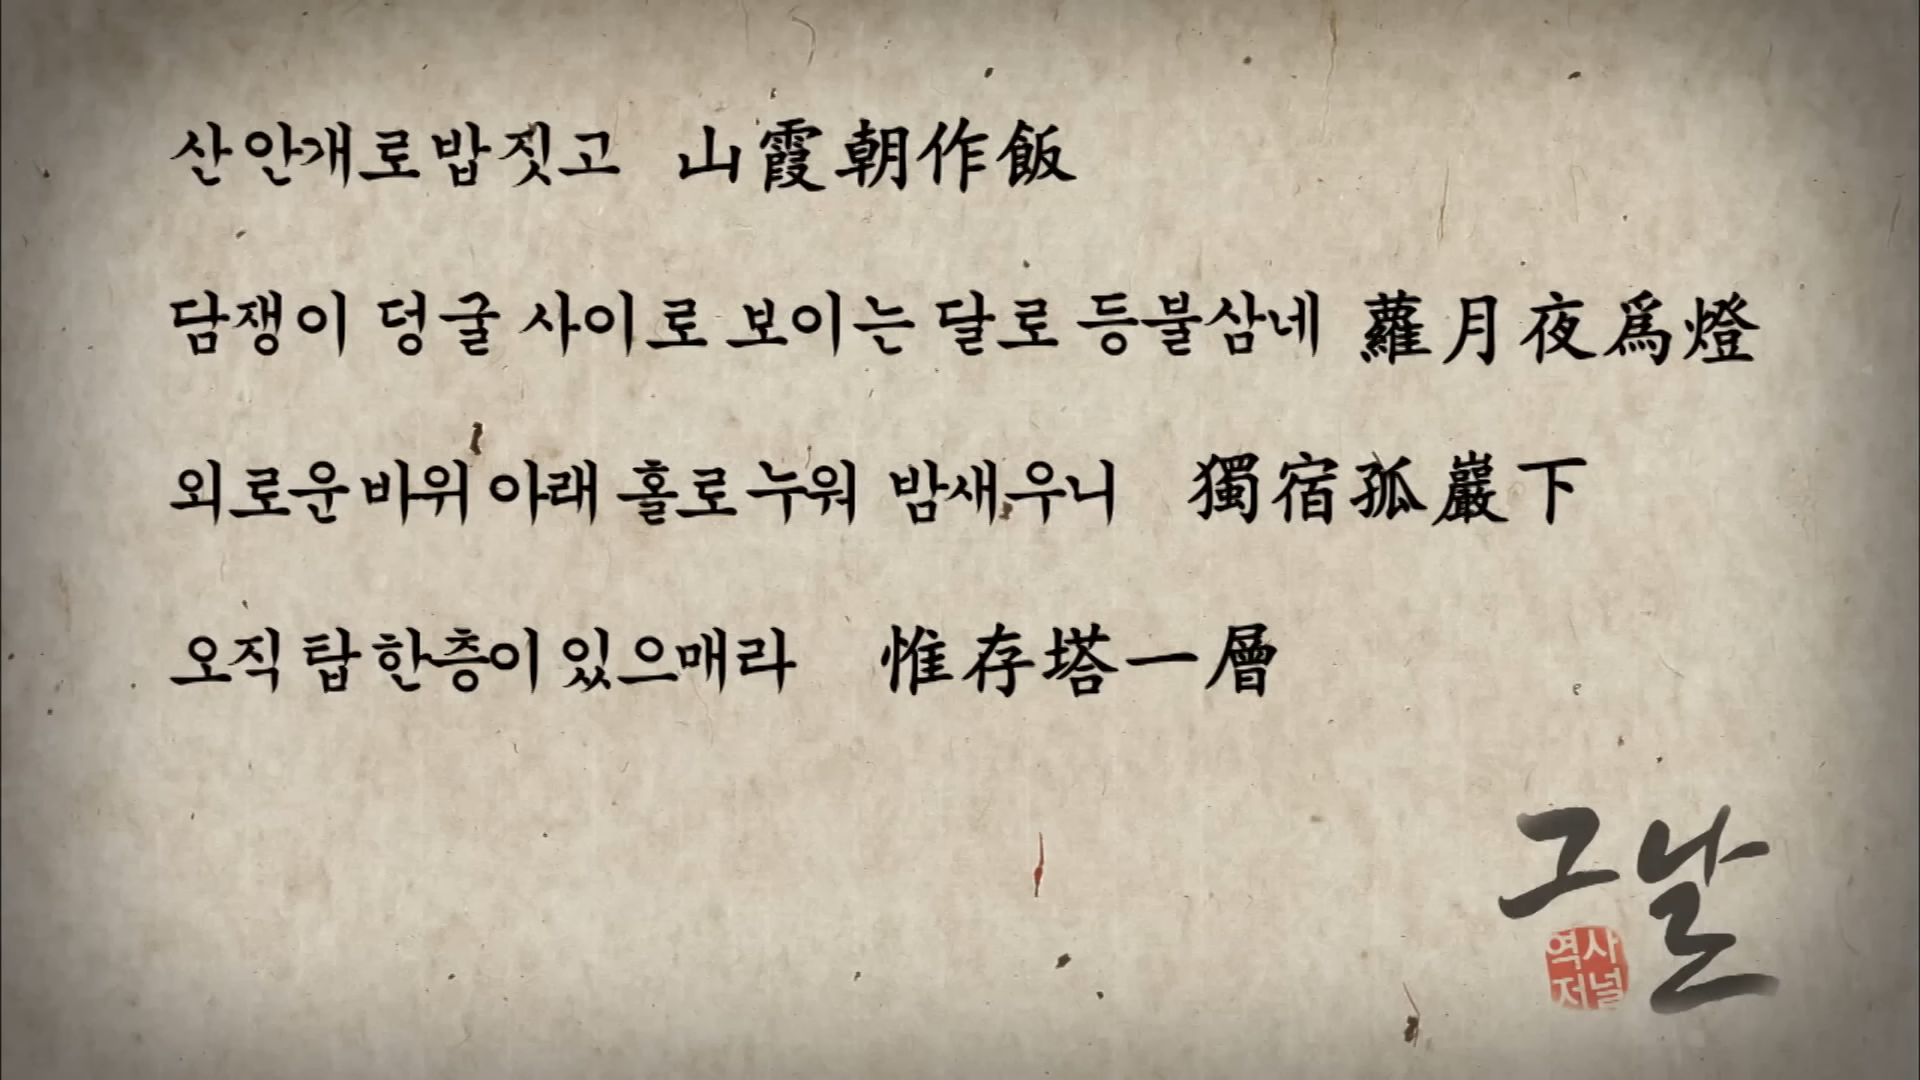 산 안개로 밥 짓고 山霞朝作飯
담쟁이 덩굴 사이로 보이는 달로 등불삼네 蘿月夜爲燈
외로운 바위 아래 홀로 누워 밤새우니 獨宿孤巖下
오직 탑 한층이 있으매라 惟存塔一層
그날
역사
저널